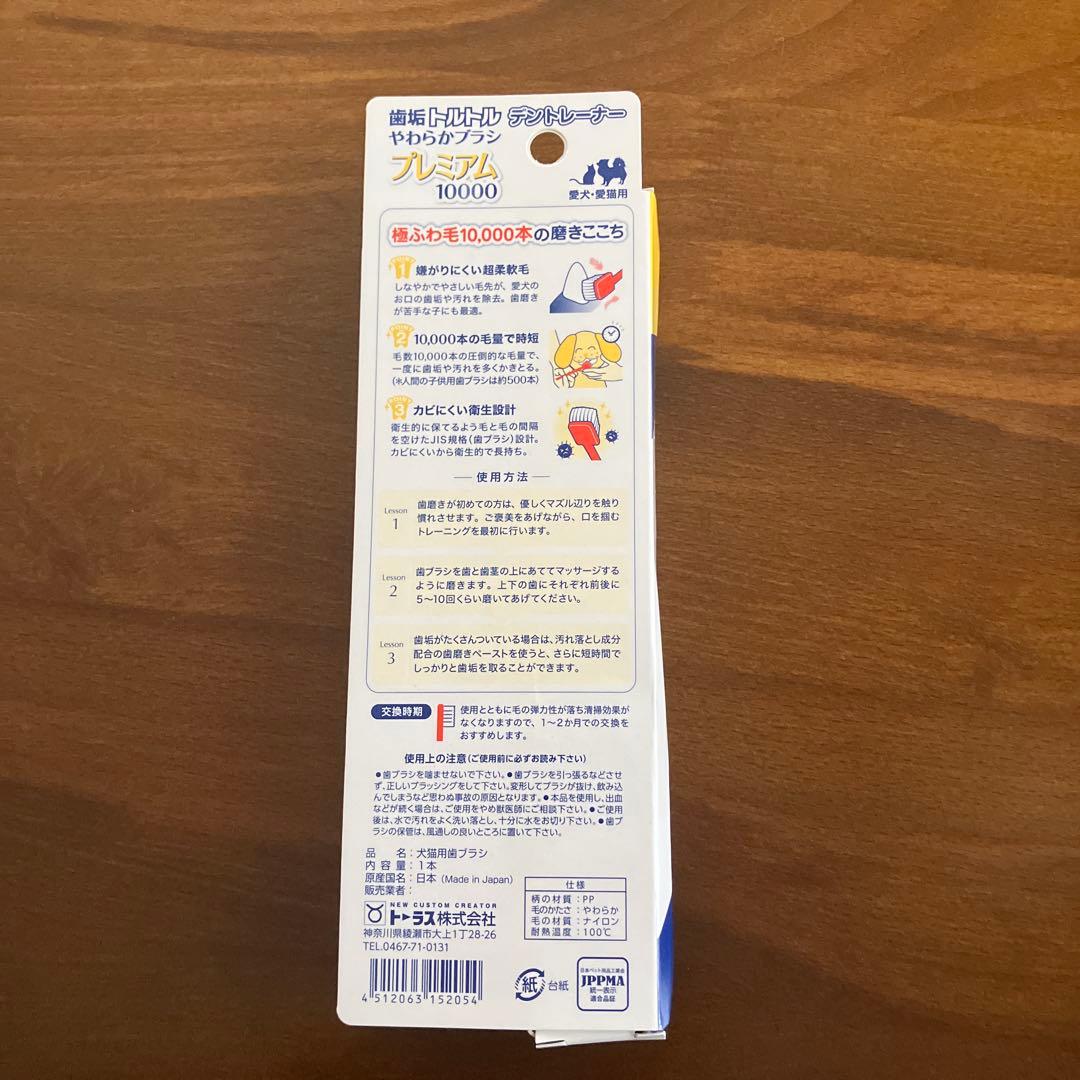 歯垢トルトル デントレーナー
やわらかブラシ
プレミアム
10000
愛犬・愛猫用
極ふわ毛10,000本の磨きここち
POINT
1 嫌がりにくい超柔軟毛
しなやかでやさしい毛先が、愛犬の
お口の歯垢や汚れを除去。歯磨き
が苦手な子にも最適。
POINT
2 10,000本の毛量で時短
毛数10,000本の圧倒的な毛量で、
一度に歯垢や汚れを多くかきとる。
(※人間の子供用歯ブラシは約500本)
POINT
3 カビにくい衛生設計
衛生的に保てるよう毛と毛の間隔
を空けたJIS規格(歯ブラシ)設計。
カビにくいから衛生的で長持ち。
使用方法
Lesson
1
歯磨きが初めての方は、優しくマズル辺りを触り
慣れさせます。ご褒美をあげながら、口を掴む
トレーニングを最初に行います。
Lesson
2
歯ブラシを歯と歯茎の上にあててマッサージする
ように磨きます。上下の歯にそれぞれ前後に
5〜10回くらい磨いてあげてください。
Lesson
3
歯垢がたくさんついている場合は、汚れ落とし成分
配合の歯磨きペーストを使うと、さらに短時間で
しっかりと歯垢を取ることができます。
交換時期
使用とともに毛の弾力性が落ち清掃効果が
なくなりますので、1〜2か月での交換を
おすすめします。
使用上の注意(ご使用前に必ずお読み下さい)
●歯ブラシを噛ませないで下さい。●歯ブラシを引っ張るなどさせ
ず、正しいブラッシングをして下さい。変形してブラシが抜け、飲み込
んでしまうなど思わぬ事故の原因となります。●本品を使用し、出血
などが続く場合は、ご使用をやめ獣医師にご相談下さい。●ご使用
後は、水で汚れをよく洗い落とし、十分に水をお切り下さい。●歯ブ
ラシの保管は、風通しの良いところに置いて下さい。
品 名:犬猫用歯ブラシ
内容量:1本
原産国名:日本(Made in Japan)
販売業者:
NEW CUSTOM CREATOR
トーラス株式会社
神奈川県綾瀬市大上1丁28-26
TEL.0467-71-0131
仕様
柄の材質:PP
毛のかたさ:やわらか
毛の材質:ナイロン
耐熱温度:100℃
4 512063 152054
紙 台紙
日本ペット用品工業会
JPPMA
統一表示
適合品証